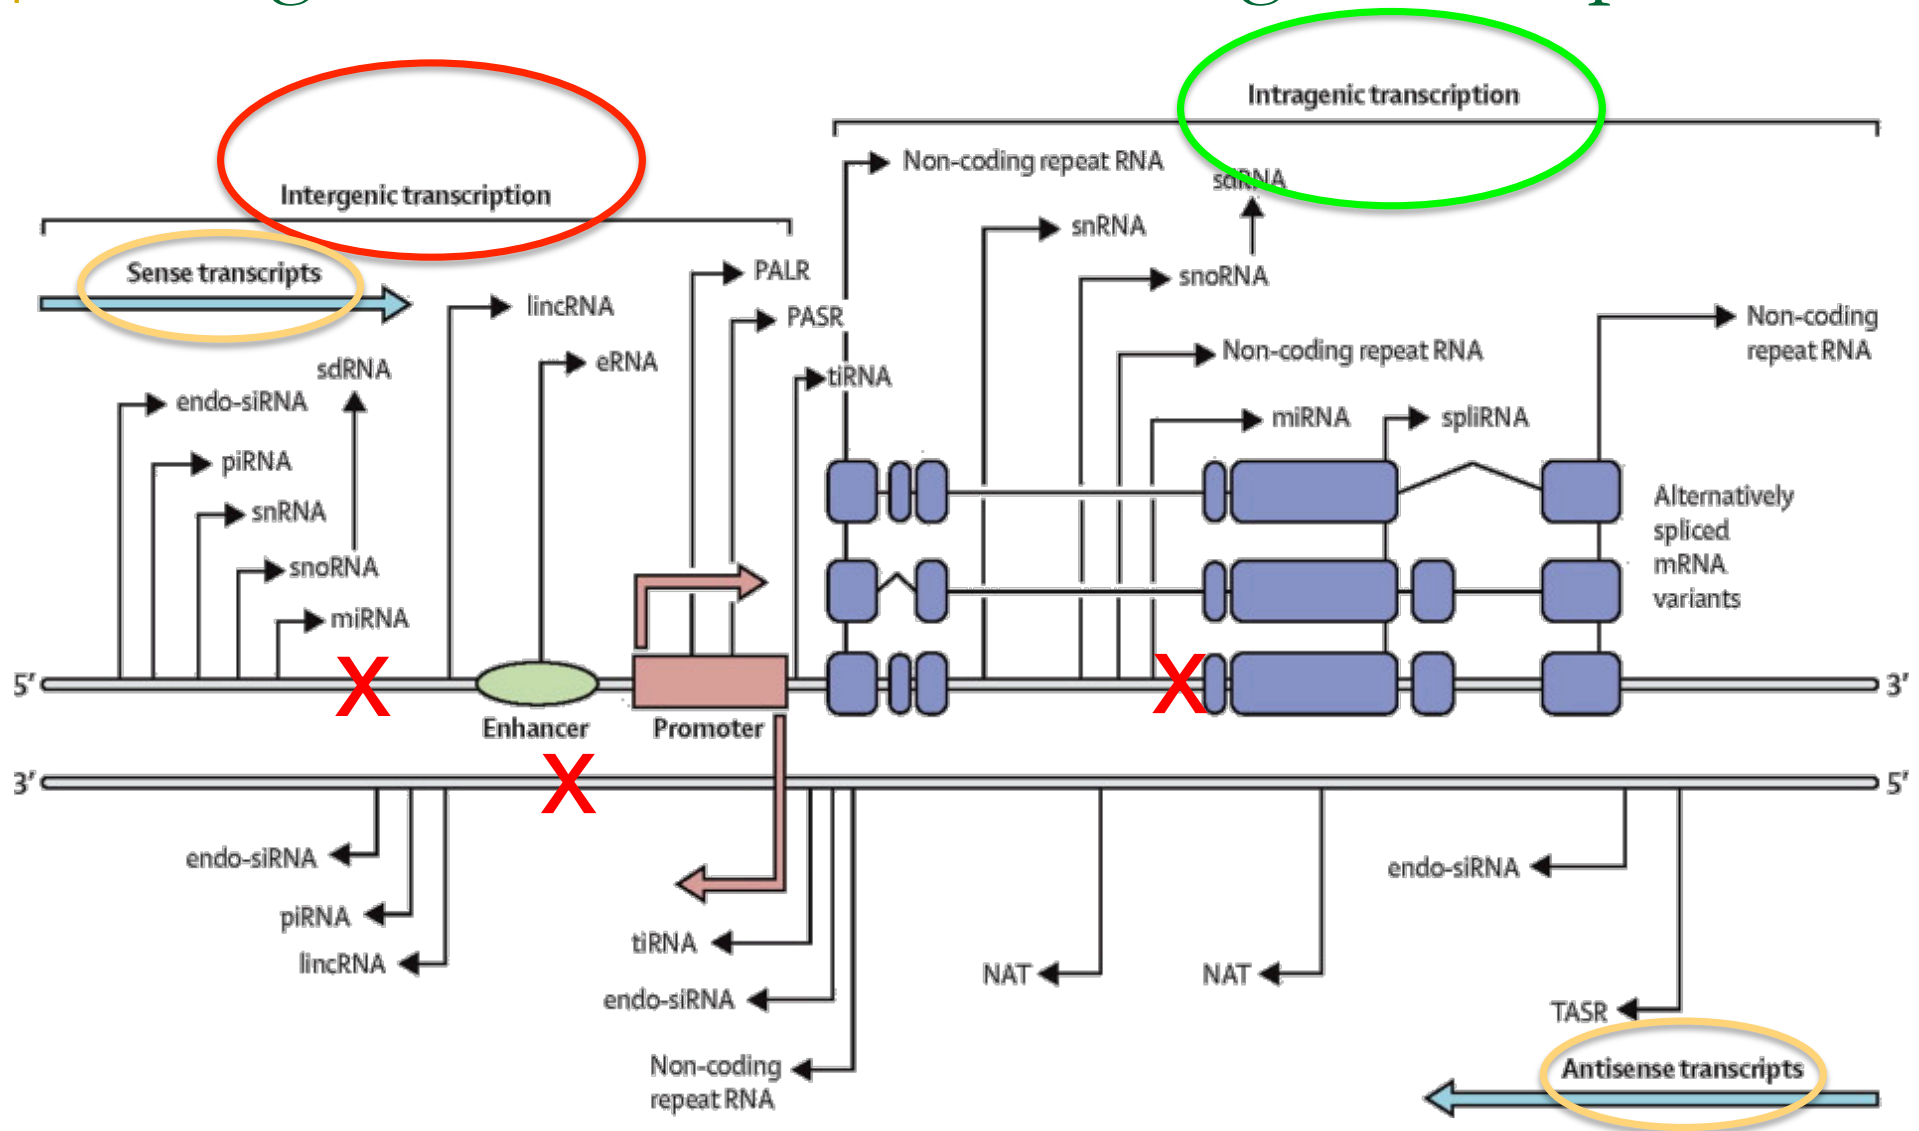 Intragenic transcription
Intergenic transcription
Non-coding repeat RNA
sdRNA
snRNA
Sense transcripts
PALR
snoRNA
lincRNA
PASR
Non-coding
repeat RNA
eRNA
Non-coding repeat RNA
sdRNA
tiRNA
endo-siRNA
miRNA
spliRNA
piRNA
snRNA
Alternatively
spliced
mRNA
variants
snoRNA
miRNA
5′
X
X
3′
Enhancer
Promoter
3′
X
5′
endo-siRNA
endo-siRNA
piRNA
tiRNA
lincRNA
NAT
NAT
endo-siRNA
TASR
Non-coding
repeat RNA
Antisense transcripts